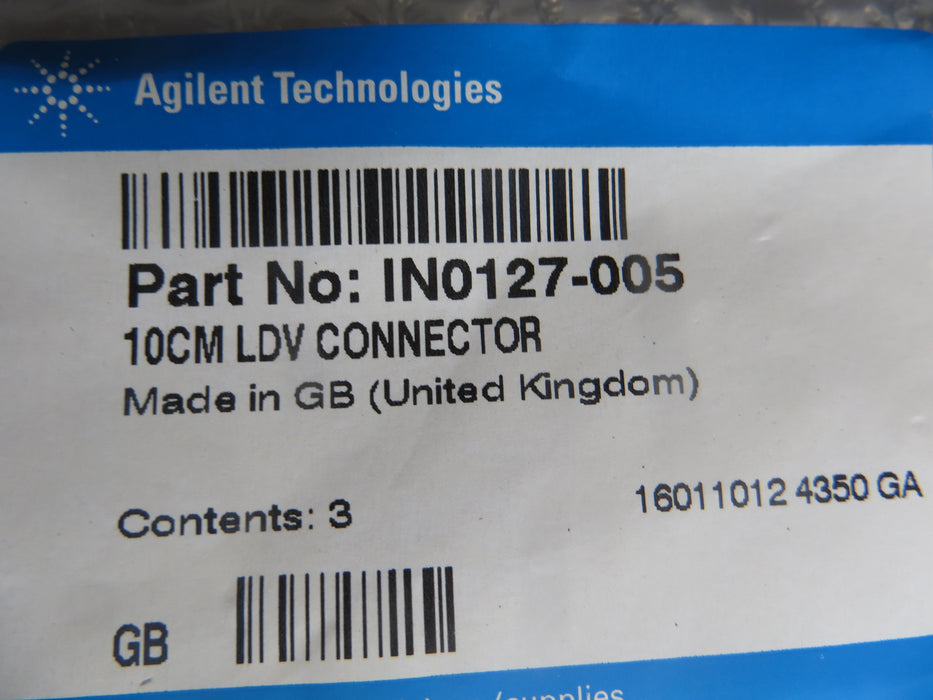 Agilent Technologies
Part No: IN0127-005
10CM LDV CONNECTOR
Made in GB (United Kingdom)
16011012 4350 GA
Contents: 3
GB
/supplies